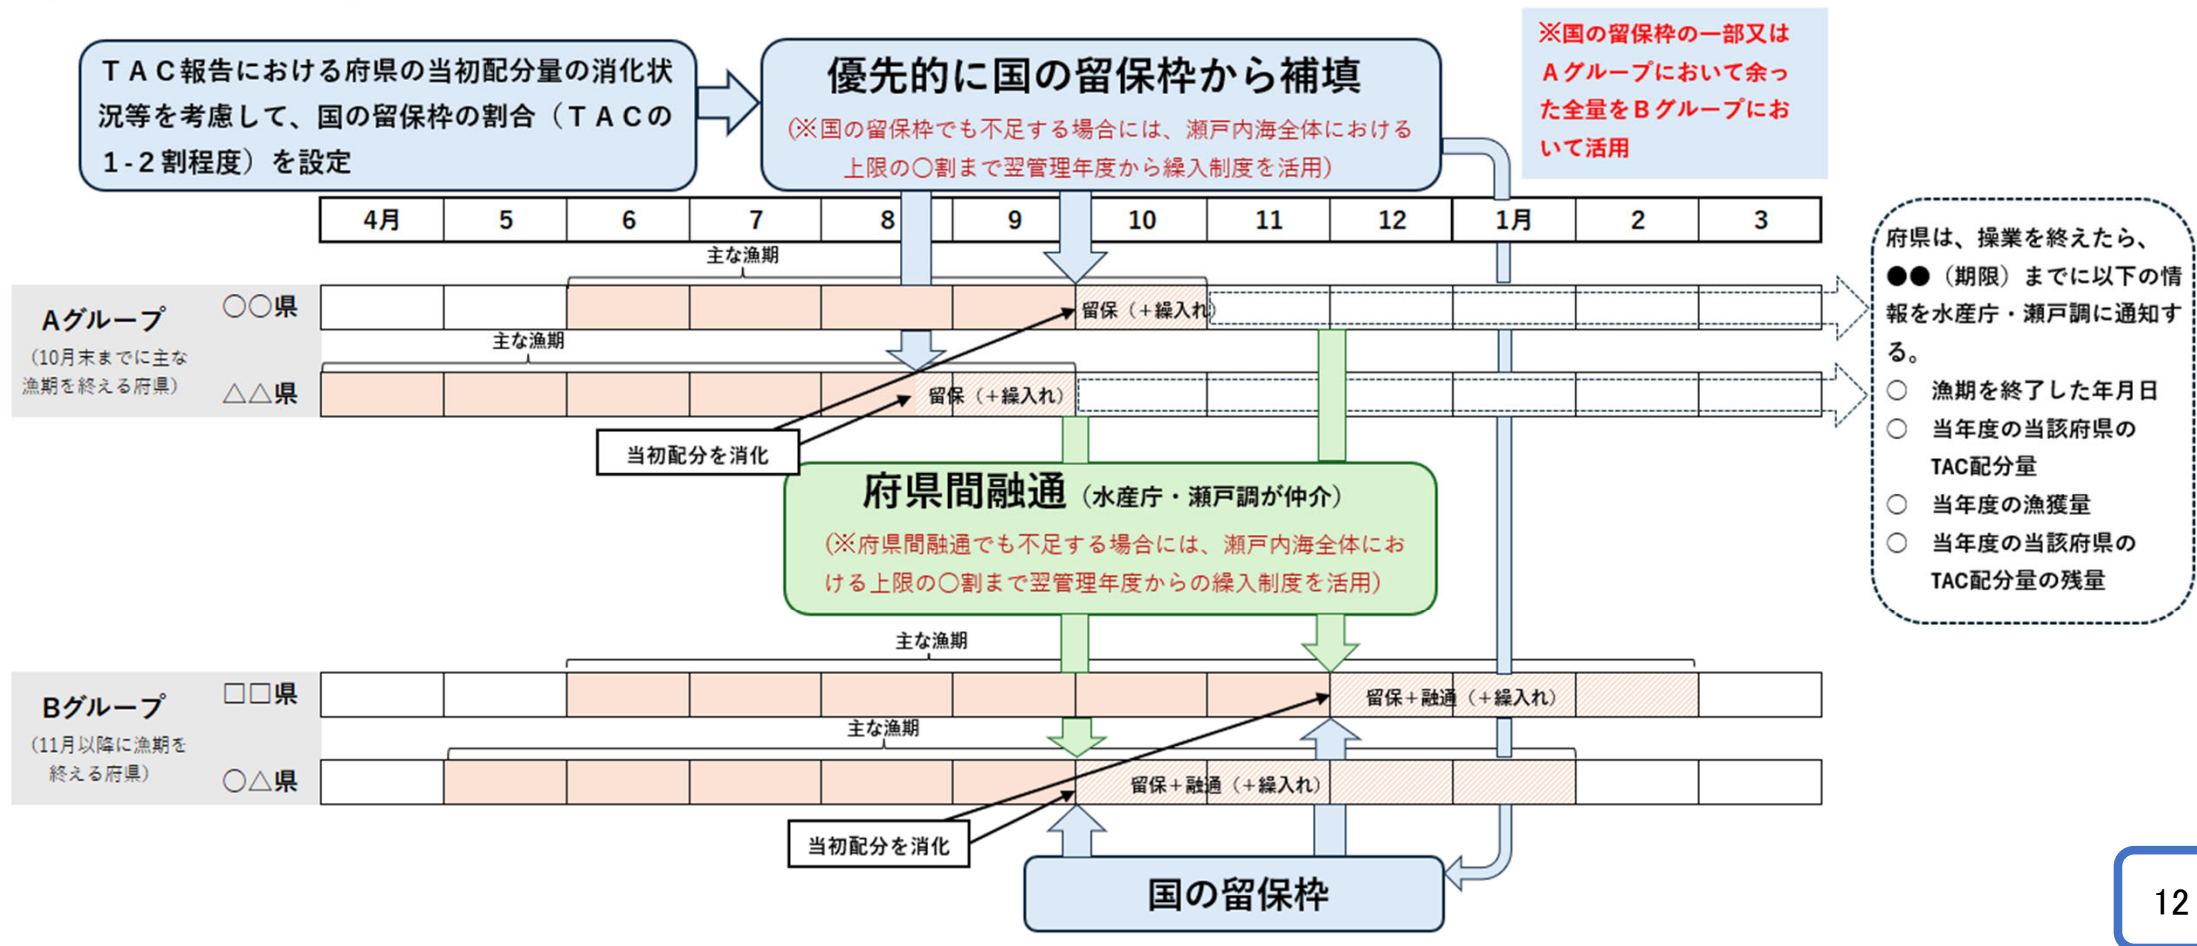 ＴＡＣ報告における府県の当初配分量の消化状
況等を考慮して、国の留保枠の割合（ＴＡＣの
1-2割程度）を設定
優先的に国の留保枠から補填
(※国の留保枠でも不足する場合には、瀬戸内海全体における
上限の〇割まで翌管理年度から繰入制度を活用)
※国の留保枠の一部又は
Ａグループにおいて余っ
た全量をＢグループにお
いて活用
4月 5 6 7 8 9 10 11 12 1月 2 3
主な漁期
Aグループ
（10月末までに主な
漁期を終える府県）
〇〇県
留保（＋繰入れ）
主な漁期
△△県
留保（＋繰入れ）
当初配分を消化
府県は、操業を終えたら、
●●（期限）までに以下の情
報を水産庁・瀬戸調に通知す
る。
○ 漁期を終了した年月日
○ 当年度の当該府県の
TAC配分量
○ 当年度の漁獲量
○ 当年度の当該府県の
TAC配分量の残量
府県間融通（水産庁・瀬戸調が仲介）
(※府県間融通でも不足する場合には、瀬戸内海全体にお
ける上限の〇割まで翌管理年度からの繰入制度を活用)
主な漁期
Bグループ
（11月以降に漁期を
終える府県）
□□県
留保＋融通（＋繰入れ）
主な漁期
〇△県
留保＋融通（＋繰入れ）
当初配分を消化
国の留保枠
12